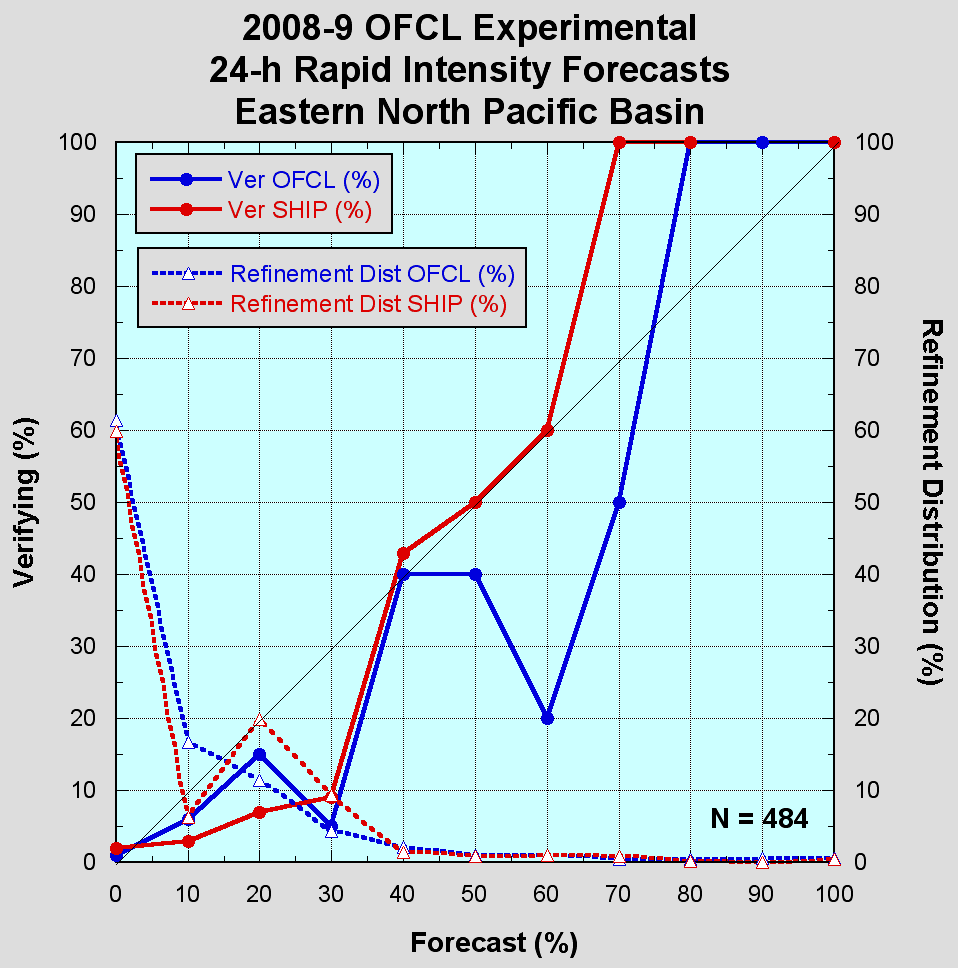 2008-9 OFCL Experimental
24-h Rapid Intensity Forecasts
Eastern North Pacific Basin
Ver OFCL (%)
Ver SHIP (%)
Refinement Dist OFCL (%)
Refinement Dist SHIP (%)
100
90
80
70
60
50
40
30
20
10
0
Verifying (%)
100
90
80
70
60
50
40
30
20
10
0
Refinement Distribution (%)
N = 484
0 10 20 30 40 50 60 70 80 90 100
Forecast (%)